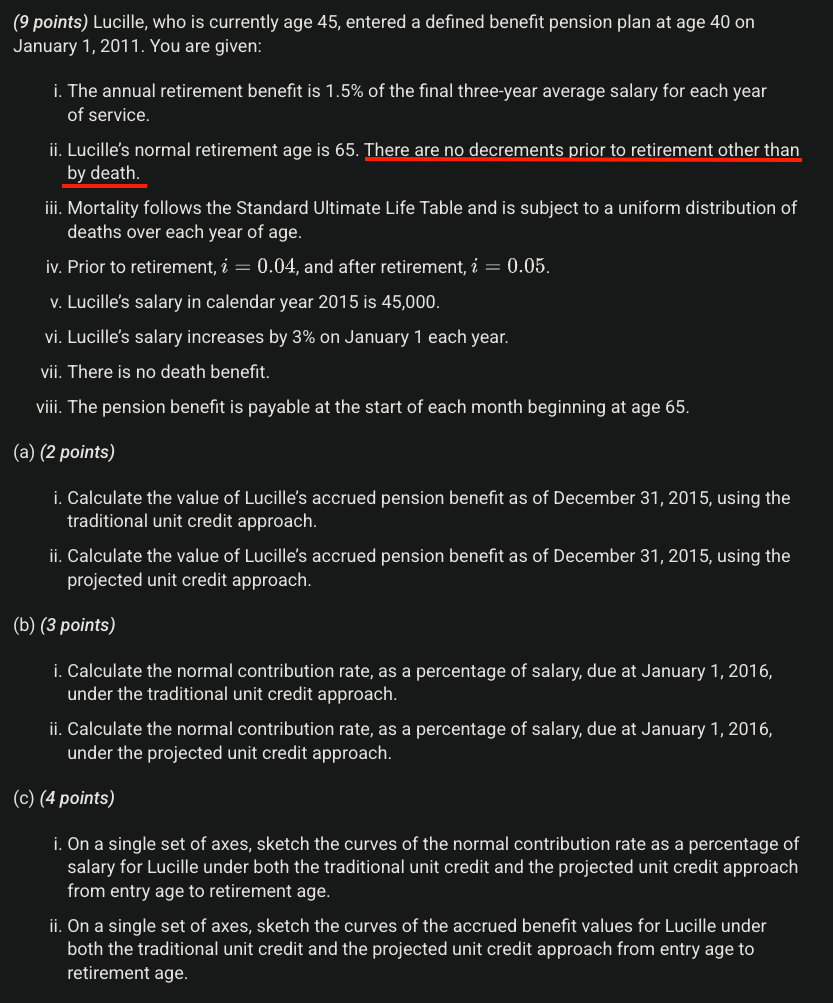 (9 points) Lucille, who is currently age 45, entered a defined benefit pension plan at age 40 on
January 1, 2011. You are given:
i. The annual retirement benefit is 1.5% of the final three-year average salary for each year
of service.
ii. Lucille’s normal retirement age is 65. There are no decrements prior to retirement other than
by death.
iii. Mortality follows the Standard Ultimate Life Table and is subject to a uniform distribution of
deaths over each year of age.
iv. Prior to retirement, i = 0.04, and after retirement, i = 0.05.
v. Lucille’s salary in calendar year 2015 is 45,000.
vi. Lucille’s salary increases by 3% on January 1 each year.
vii. There is no death benefit.
viii. The pension benefit is payable at the start of each month beginning at age 65.
(a) (2 points)
i. Calculate the value of Lucille’s accrued pension benefit as of December 31, 2015, using the
traditional unit credit approach.
ii. Calculate the value of Lucille’s accrued pension benefit as of December 31, 2015, using the
projected unit credit approach.
(b) (3 points)
i. Calculate the normal contribution rate, as a percentage of salary, due at January 1, 2016,
under the traditional unit credit approach.
ii. Calculate the normal contribution rate, as a percentage of salary, due at January 1, 2016,
under the projected unit credit approach.
(c) (4 points)
i. On a single set of axes, sketch the curves of the normal contribution rate as a percentage of
salary for Lucille under both the traditional unit credit and the projected unit credit approach
from entry age to retirement age.
ii. On a single set of axes, sketch the curves of the accrued benefit values for Lucille under
both the traditional unit credit and the projected unit credit approach from entry age to
retirement age.